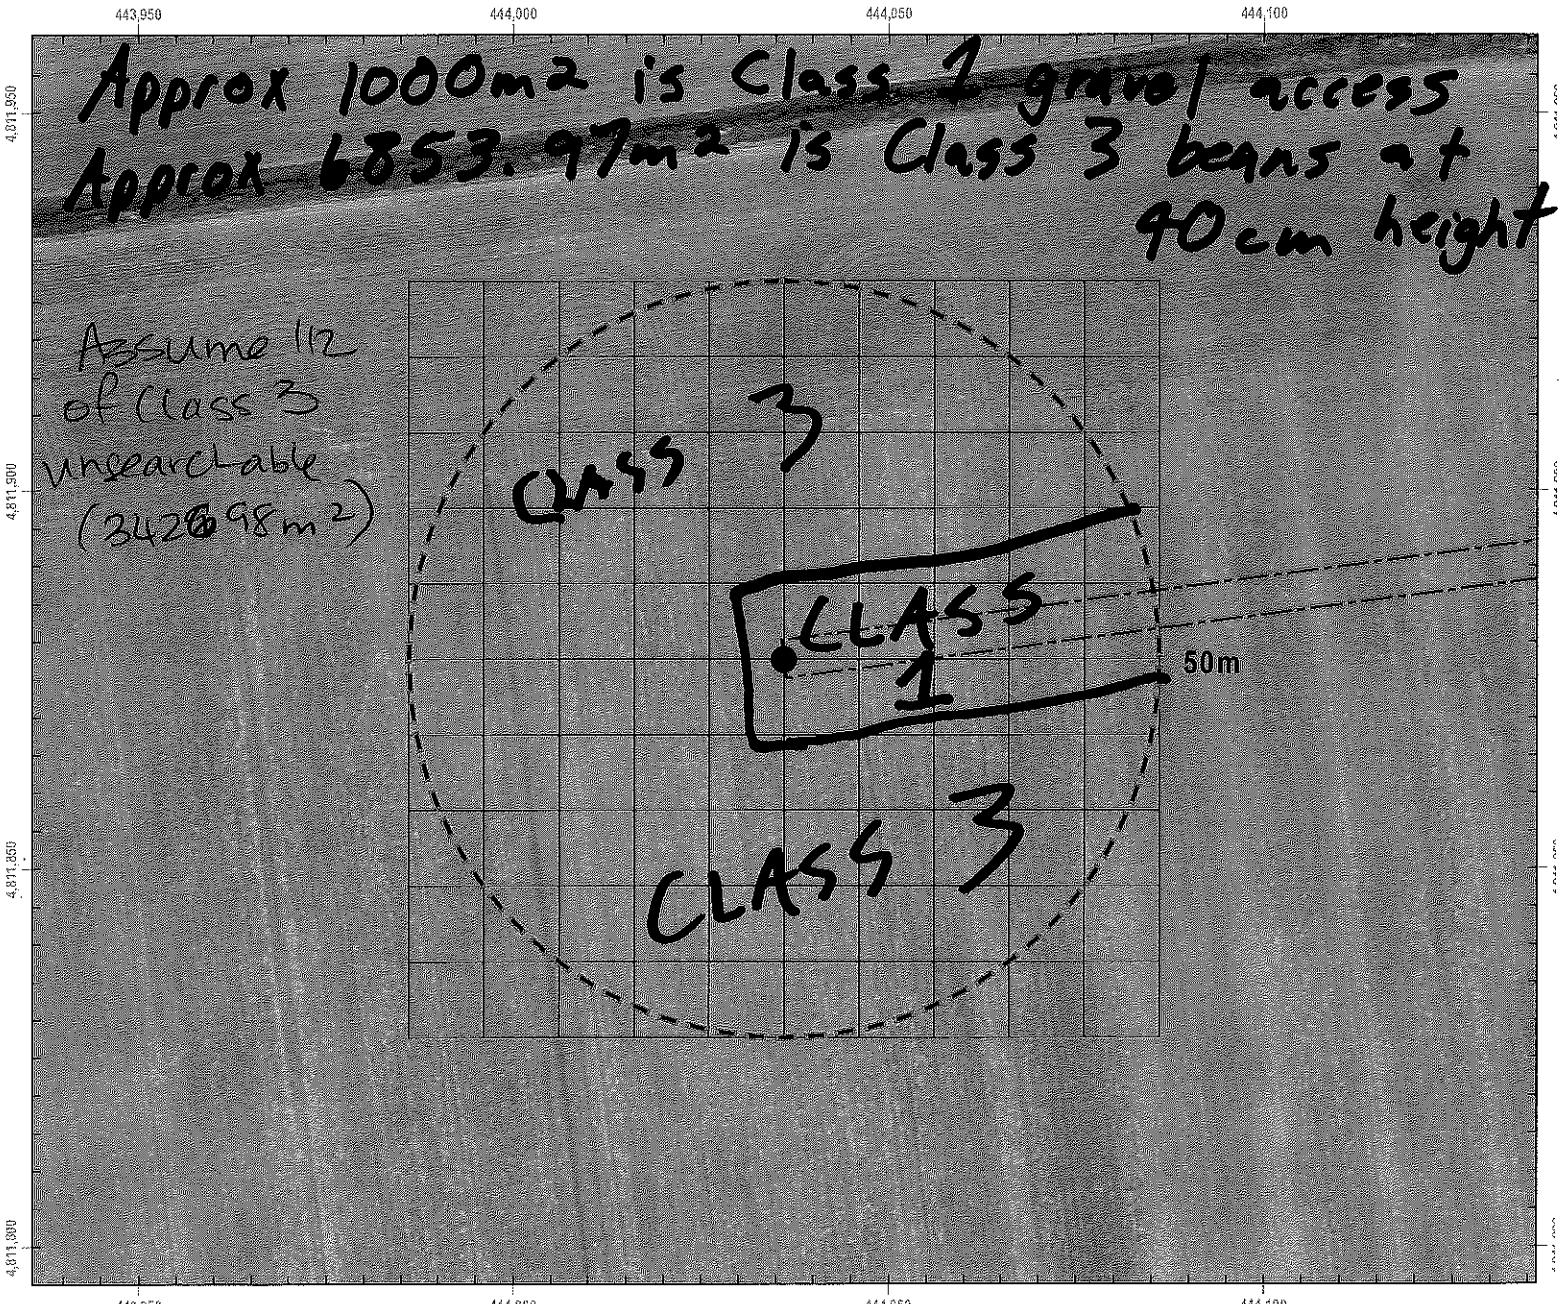 443,950 444,000 444,050 444,100
Approx 1000m2 is Class 1 gravel access
Approx 6853.97m2 is Class 3 beans at
40cm height
4,811,950
Assume 1/2
of Class 3
unsearchable
(342698m2)
4,811,900
CLASS 3
CLASS
1
50m
CLASS 3
4,811,850
4,811,800